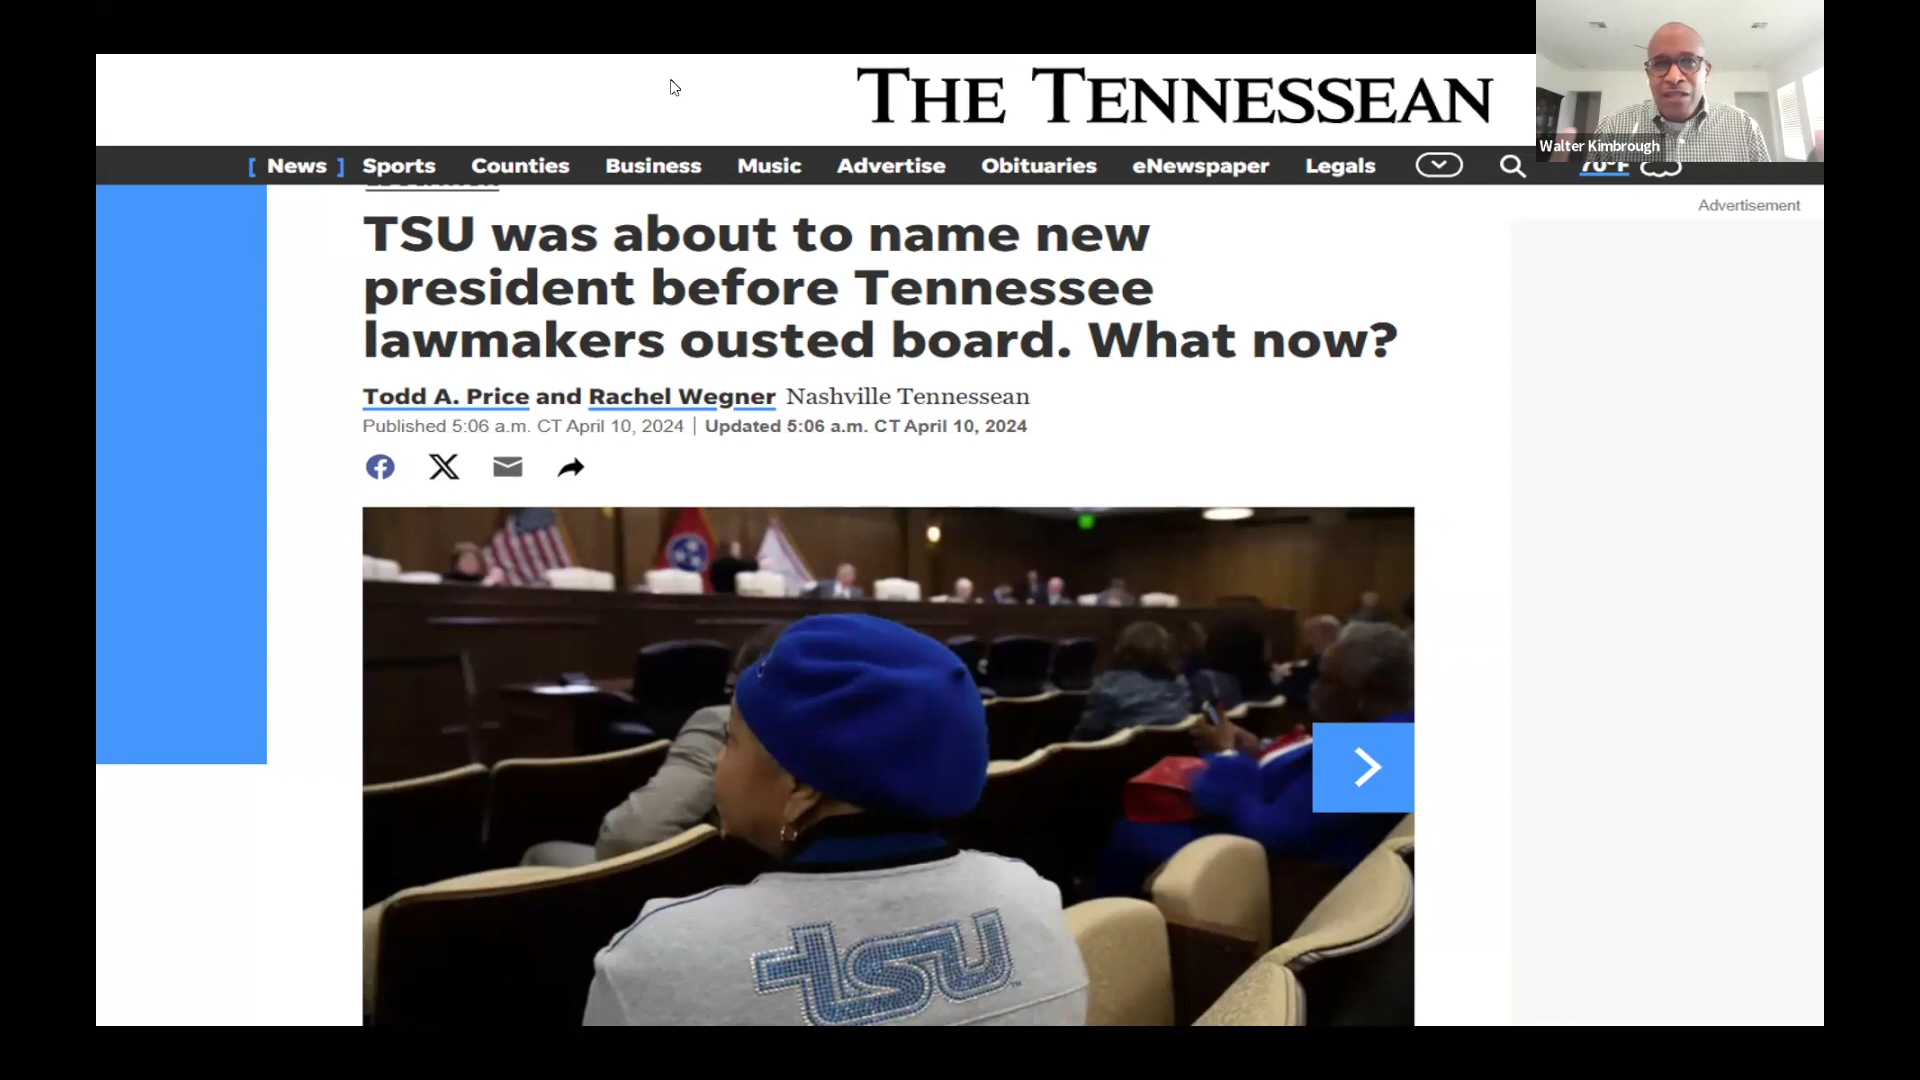 THE TENNESSEAN
Walter Kimbrough
[ News ] Sports Counties Business Music Advertise Obituaries eNewspaper Legals 70°F
Advertisement
TSU was about to name new
president before Tennessee
lawmakers ousted board. What now?
Todd A. Price and Rachel Wegner Nashville Tennessean
Published 5:06 a.m. CT April 10, 2024 | Updated 5:06 a.m. CT April 10, 2024
tsu